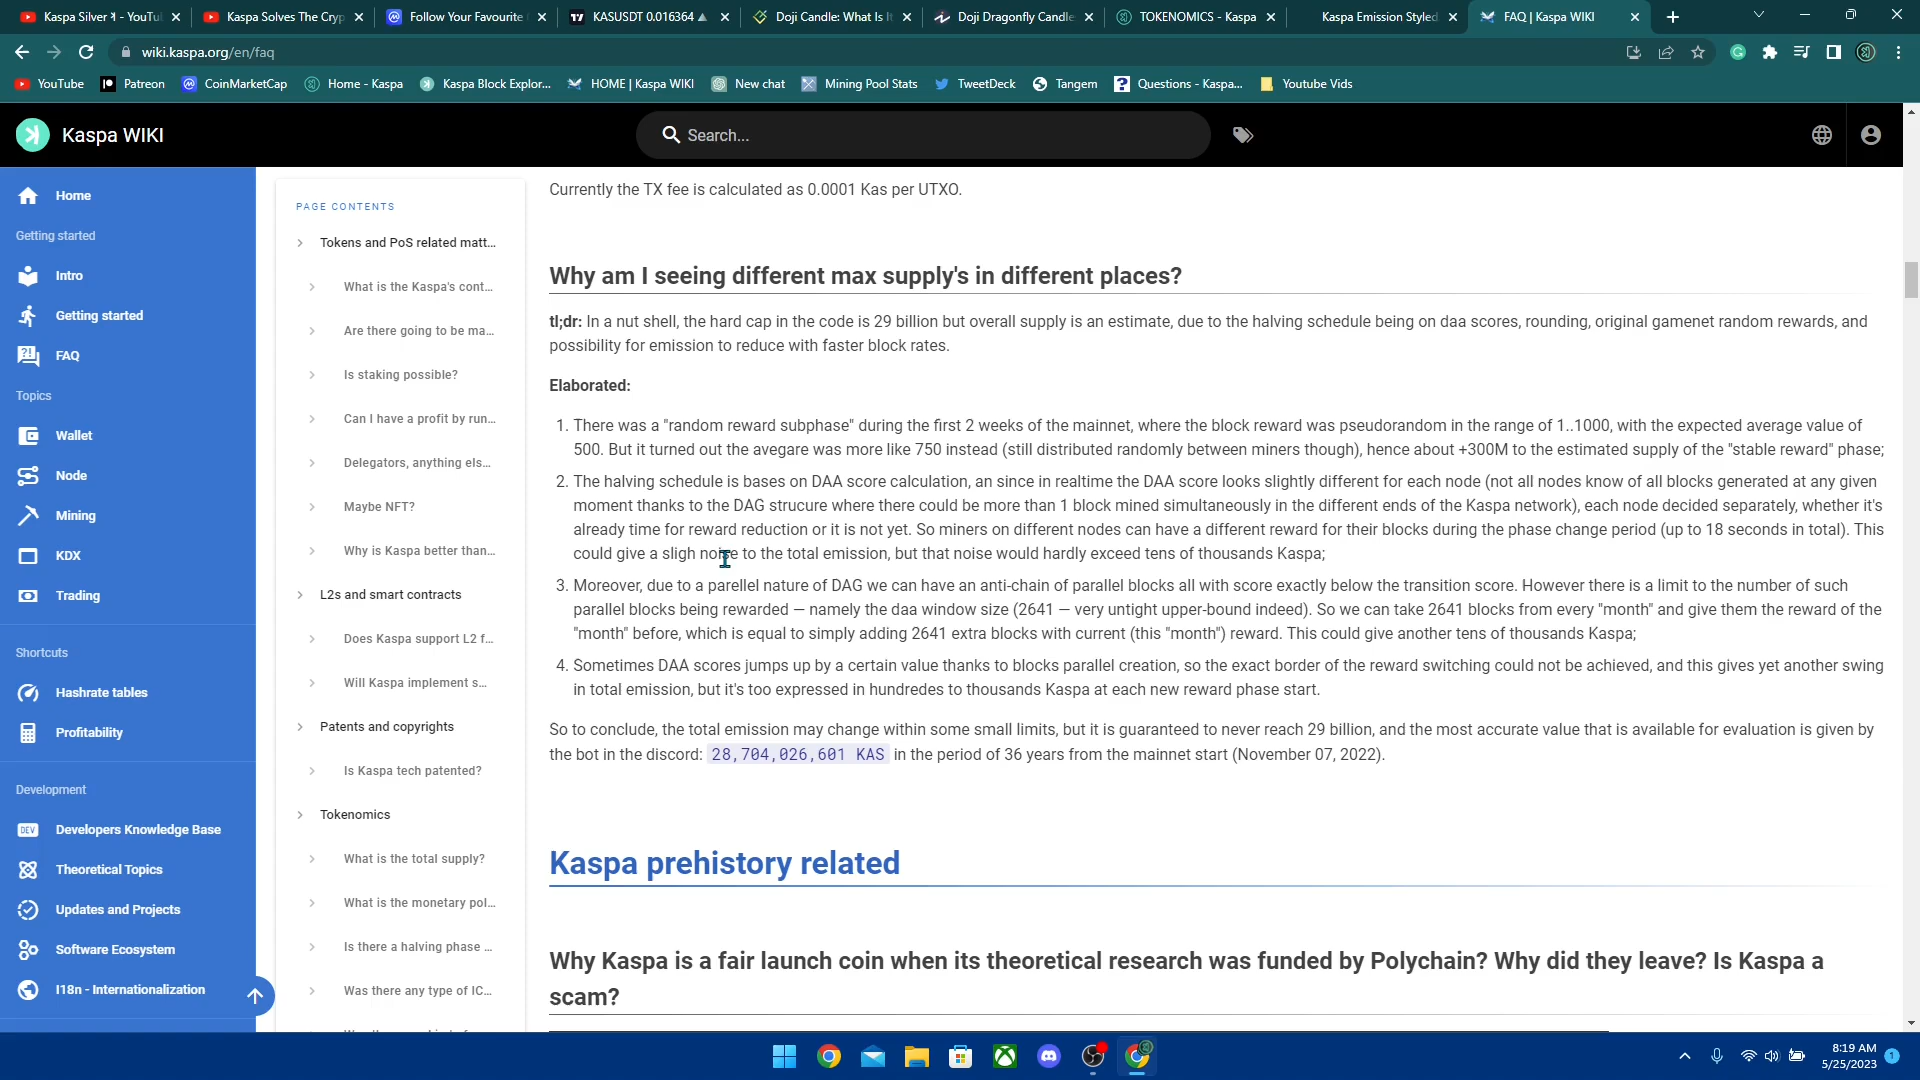 Kaspa Silver
Kaspa Solves The Cryp
Follow Your Favourite
KASUSDT 0.016364
Doji Candle: What Is It
Doji Dragonfly Candle
TOKENOMICS - Kaspa
Kaspa Emission Styled
FAQ | Kaspa WIKI
wiki.kaspa.org/en/faq
YouTube
Patreon
CoinMarketCap
Home - Kaspa
Kaspa Block Explor...
HOME | Kaspa WIKI
New chat
Mining Pool Stats
TweetDeck
Tangem
Questions - Kaspa...
Youtube Vids
Kaspa WIKI
Search...
Home
Getting started
Intro
Getting started
FAQ
Topics
Wallet
Node
Mining
KDX
Trading
Shortcuts
Hashrate tables
Profitability
Development
DEV
Developers Knowledge Base
Theoretical Topics
Updates and Projects
Software Ecosystem
I18n - Internationalization
PAGE CONTENTS
Tokens and PoS related matt...
What is the Kaspa's cont...
Are there going to be ma...
Is staking possible?
Can I have a profit by run...
Delegators, anything els...
Maybe NFT?
Why is Kaspa better than...
L2s and smart contracts
Does Kaspa support L2 f...
Will Kaspa implement s...
Patents and copyrights
Is Kaspa tech patented?
Tokenomics
What is the total supply?
What is the monetary pol...
Is there a halving phase ...
Was there any type of IC...
Currently the TX fee is calculated as 0.0001 Kas per UTXO.
Why am I seeing different max supply's in different places?
tl;dr: In a nut shell, the hard cap in the code is 29 billion but overall supply is an estimate, due to the halving schedule being on daa scores, rounding, original gamenet random rewards, and
possibility for emission to reduce with faster block rates.
Elaborated:
1. There was a "random reward subphase" during the first 2 weeks of the mainnet, where the block reward was pseudorandom in the range of 1..1000, with the expected average value of
500. But it turned out the avegare was more like 750 instead (still distributed randomly between miners though), hence about +300M to the estimated supply of the "stable reward" phase;
2. The halving schedule is bases on DAA score calculation, an since in realtime the DAA score looks slightly different for each node (not all nodes know of all blocks generated at any given
moment thanks to the DAG strucure where there could be more than 1 block mined simultaneously in the different ends of the Kaspa network), each node decided separately, whether it's
already time for reward reduction or it is not yet. So miners on different nodes can have a different reward for their blocks during the phase change period (up to 18 seconds in total). This
could give a sligh noise to the total emission, but that noise would hardly exceed tens of thousands Kaspa;
3. Moreover, due to a parellel nature of DAG we can have an anti-chain of parallel blocks all with score exactly below the transition score. However there is a limit to the number of such
parallel blocks being rewarded — namely the daa window size (2641 — very untight upper-bound indeed). So we can take 2641 blocks from every "month" and give them the reward of the
"month" before, which is equal to simply adding 2641 extra blocks with current (this "month") reward. This could give another tens of thousands Kaspa;
4. Sometimes DAA scores jumps up by a certain value thanks to blocks parallel creation, so the exact border of the reward switching could not be achieved, and this gives yet another swing
in total emission, but it's too expressed in hundredes to thousands Kaspa at each new reward phase start.
So to conclude, the total emission may change within some small limits, but it is guaranteed to never reach 29 billion, and the most accurate value that is available for evaluation is given by
the bot in the discord: 28,704,026,601 KAS in the period of 36 years from the mainnet start (November 07, 2022).
Kaspa prehistory related
Why Kaspa is a fair launch coin when its theoretical research was funded by Polychain? Why did they leave? Is Kaspa a
scam?
8:19 AM
5/25/2023
1